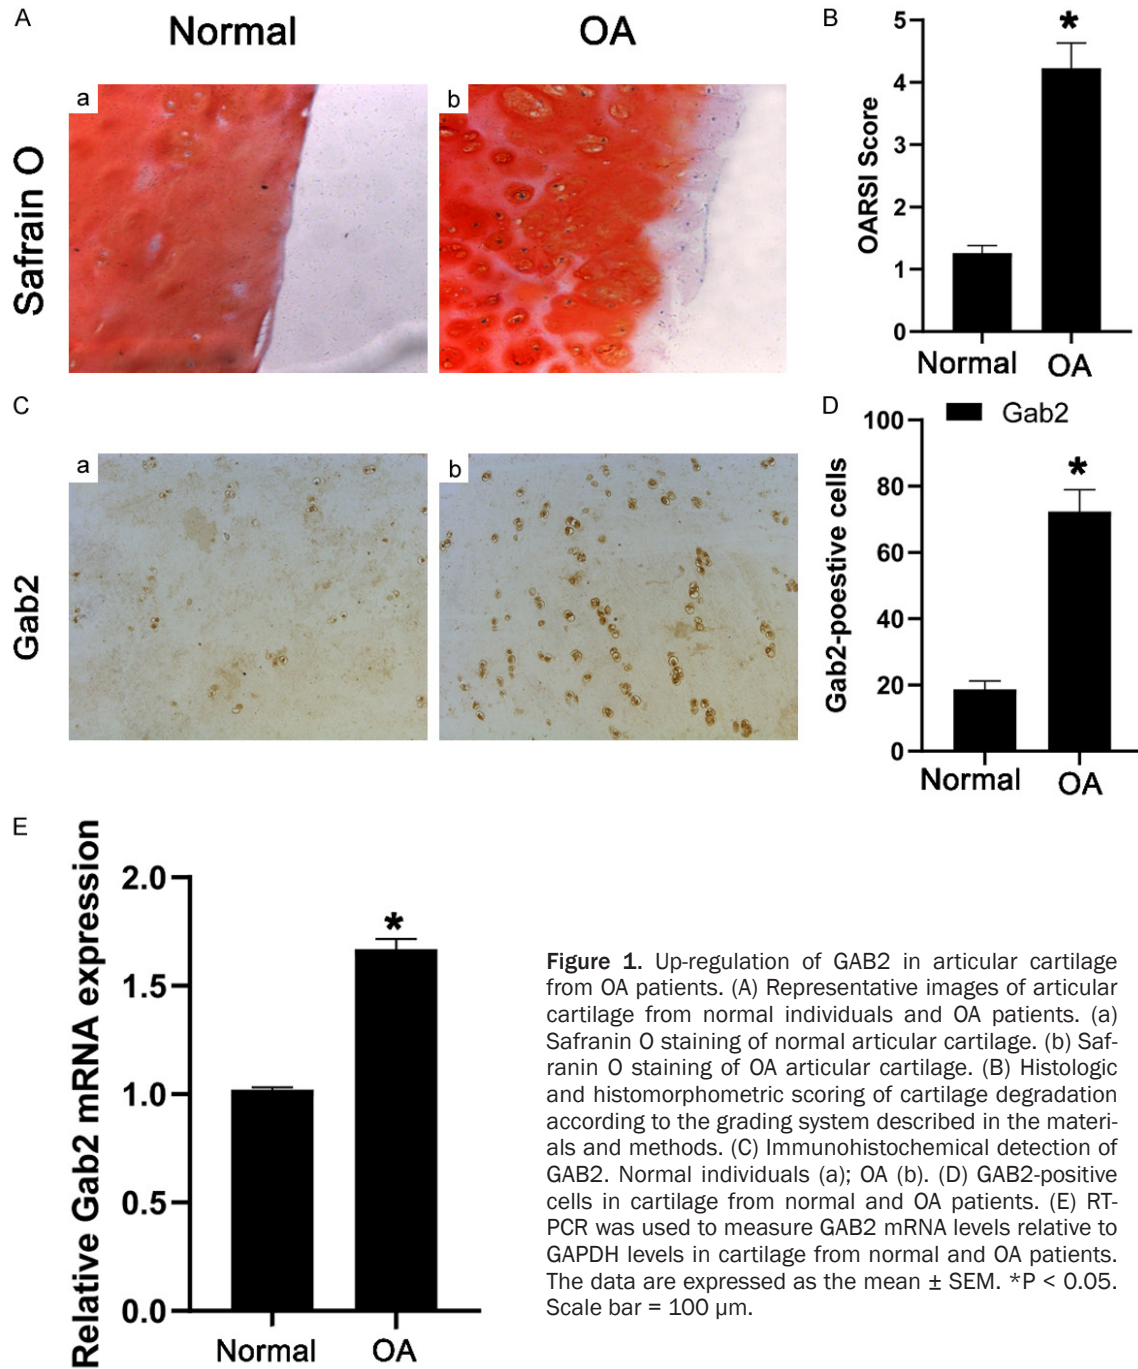 A
Normal
OA
Safrain O
a
b
B
OARSI Score
5
4
3
2
1
0
*
Normal
OA
C
Gab2
a
b
D
Gab2
Gab2-poestive cells
100
80
60
40
20
0
*
Normal
OA
E
Relative Gab2 mRNA expression
2.0
1.5
1.0
0.5
0.0
*
Normal
OA
Figure 1. Up-regulation of GAB2 in articular cartilage
from OA patients. (A) Representative images of articular
cartilage from normal individuals and OA patients. (a)
Safranin O staining of normal articular cartilage. (b) Saf-
ranin O staining of OA articular cartilage. (B) Histologic
and histomorphometric scoring of cartilage degradation
according to the grading system described in the materi-
als and methods. (C) Immunohistochemical detection of
GAB2. Normal individuals (a); OA (b). (D) GAB2-positive
cells in cartilage from normal and OA patients. (E) RT-
PCR was used to measure GAB2 mRNA levels relative to
GAPDH levels in cartilage from normal and OA patients.
The data are expressed as the mean ± SEM. *P < 0.05.
Scale bar = 100 μm.